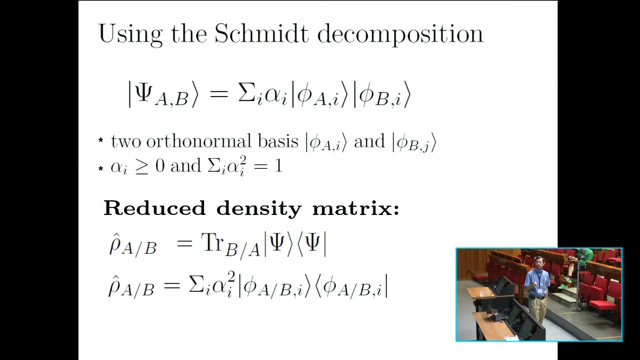 Using the Schmidt decomposition
|Ψ_{A,B}⟩ = Σ_i α_i |ϕ_{A,i}⟩|ϕ_{B,i}⟩
⋆ two orthonormal basis |ϕ_{A,i}⟩ and |ϕ_{B,j}⟩
⋆ α_i ≥ 0 and Σ_i α_i^2 = 1
Reduced density matrix:
ρ̂_{A/B} = Tr_{B/A}|Ψ⟩⟨Ψ|
ρ̂_{A/B} = Σ_i α_i^2 |ϕ_{A/B,i}⟩⟨ϕ_{A/B,i}|